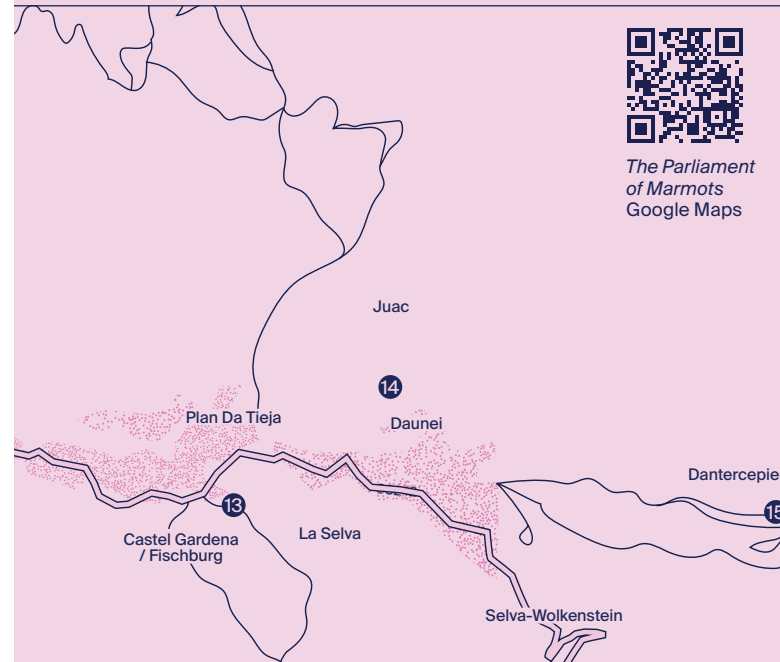 The Parliament
of Marmots
Google Maps
Juac
14
Plan Da Tieja
Daunei
Dantercepie
15
13
Castel Gardena
/ Fischburg
La Selva
Selva-Wolkenstein